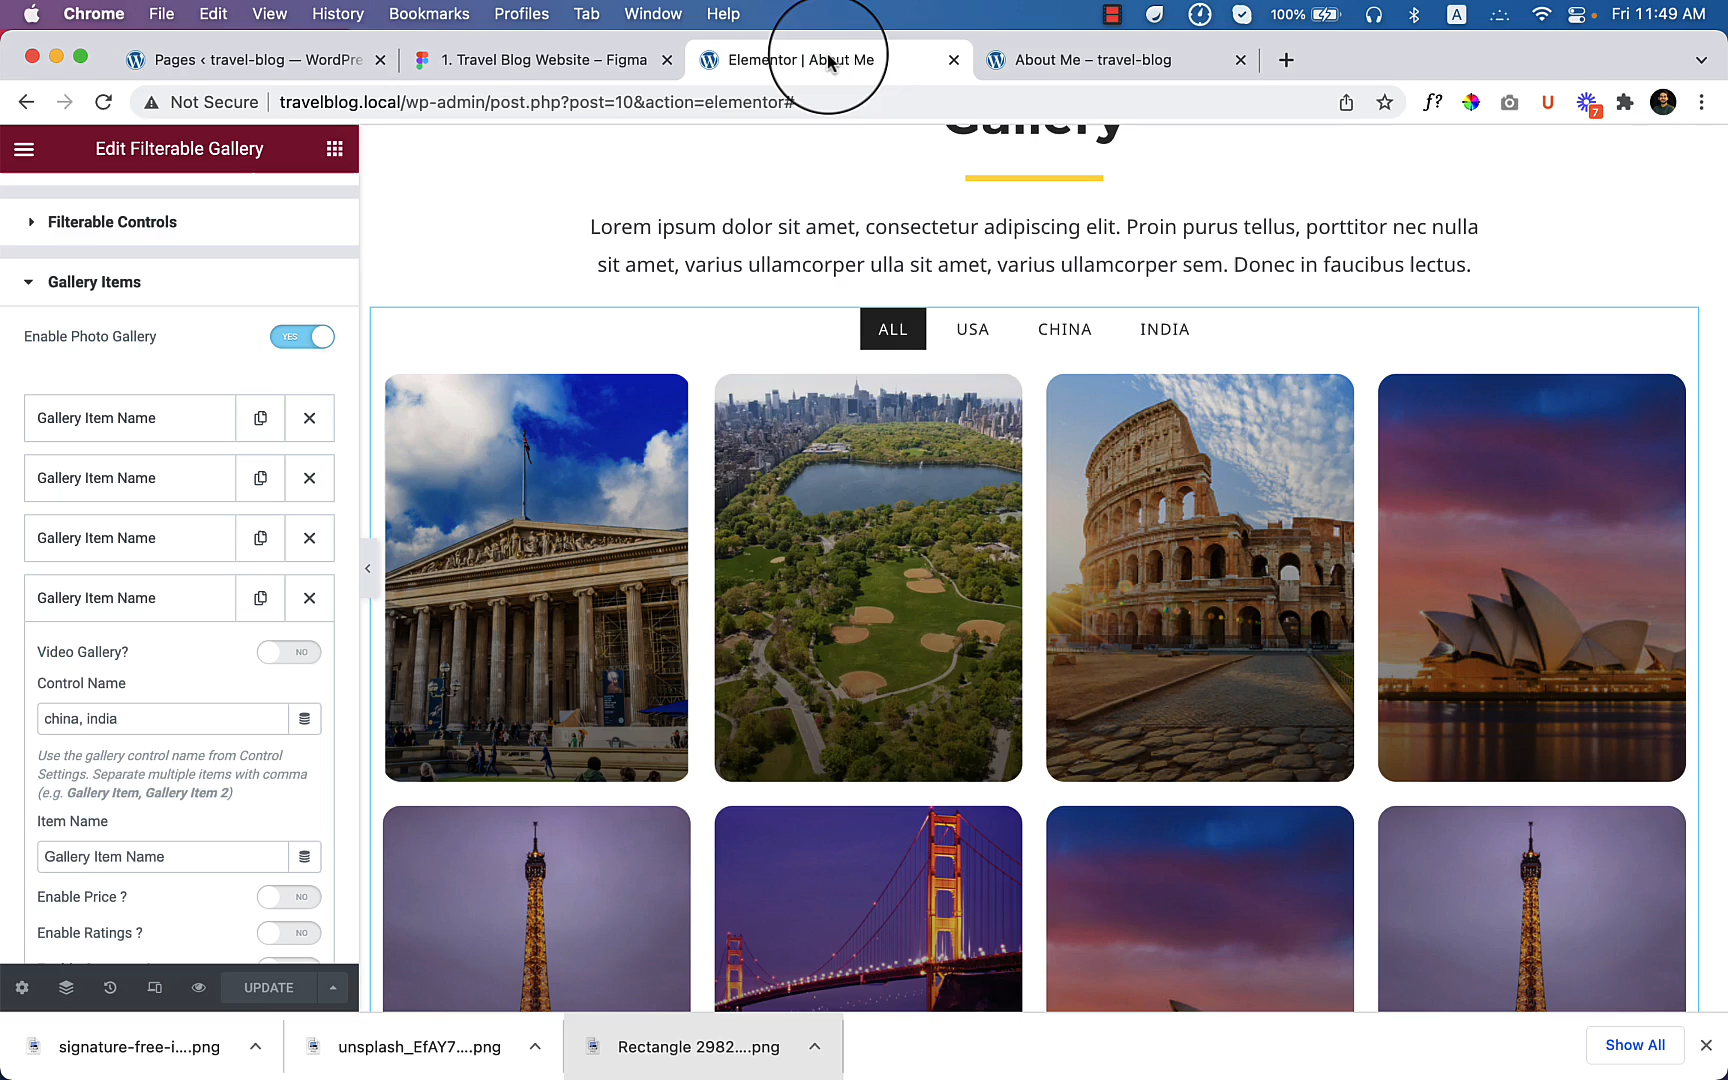 Chrome File Edit View History Bookmarks Profiles Tab Window Help 100% A Fri 11:49 AM
Pages ‹ travel-blog — WordPre
1. Travel Blog Website – Figma
Elementor | About Me
About Me – travel-blog
Not Secure travelblog.local/wp-admin/post.php?post=10&action=elementor#
f?
U
7
Edit Filterable Gallery
Filterable Controls
Gallery Items
Enable Photo Gallery YES
Gallery Item Name
Gallery Item Name
Gallery Item Name
Gallery Item Name
Video Gallery? NO
Control Name
china, india
Use the gallery control name from Control
Settings. Separate multiple items with comma
(e.g. Gallery Item, Gallery Item 2)
Item Name
Gallery Item Name
Enable Price ? NO
Enable Ratings ? NO
UPDATE
Gallery
Lorem ipsum dolor sit amet, consectetur adipiscing elit. Proin purus tellus, porttitor nec nulla
sit amet, varius ullamcorper ulla sit amet, varius ullamcorper sem. Donec in faucibus lectus.
ALL USA CHINA INDIA
signature-free-i....png
unsplash_EfAY7....png
Rectangle 2982....png
Show All